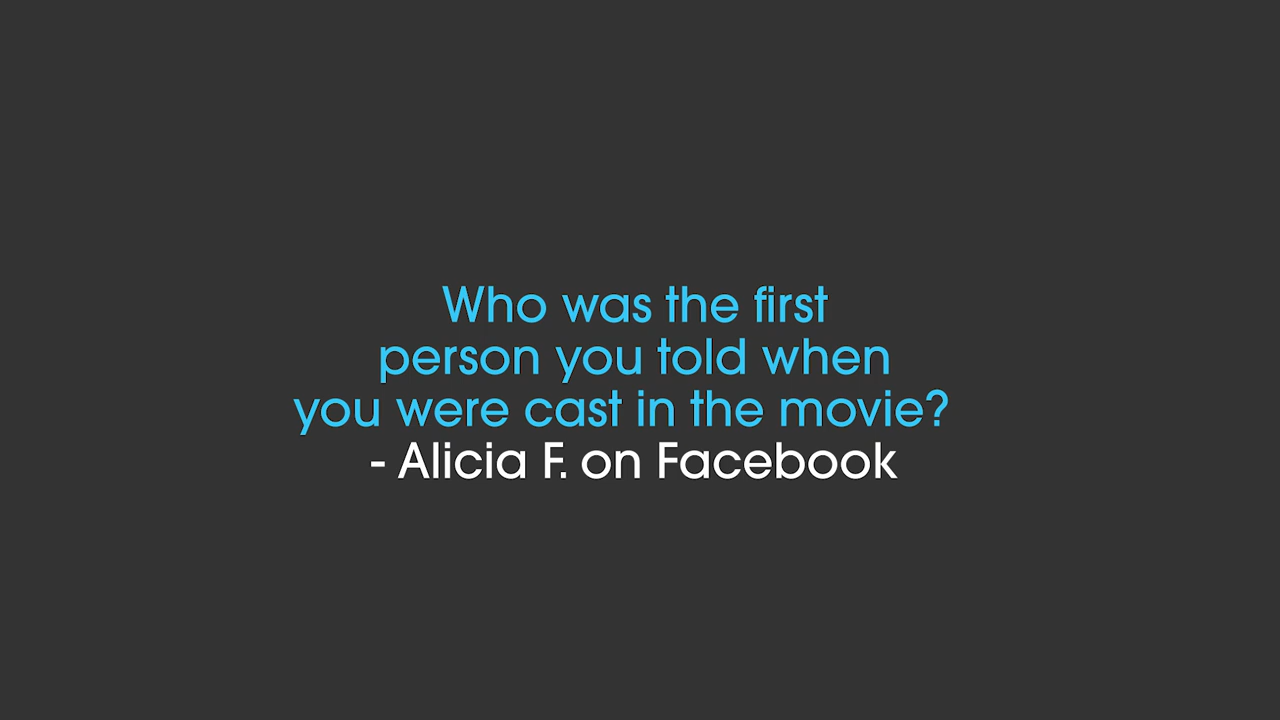 Who was the first
person you told when
you were cast in the movie?
- Alicia F. on Facebook